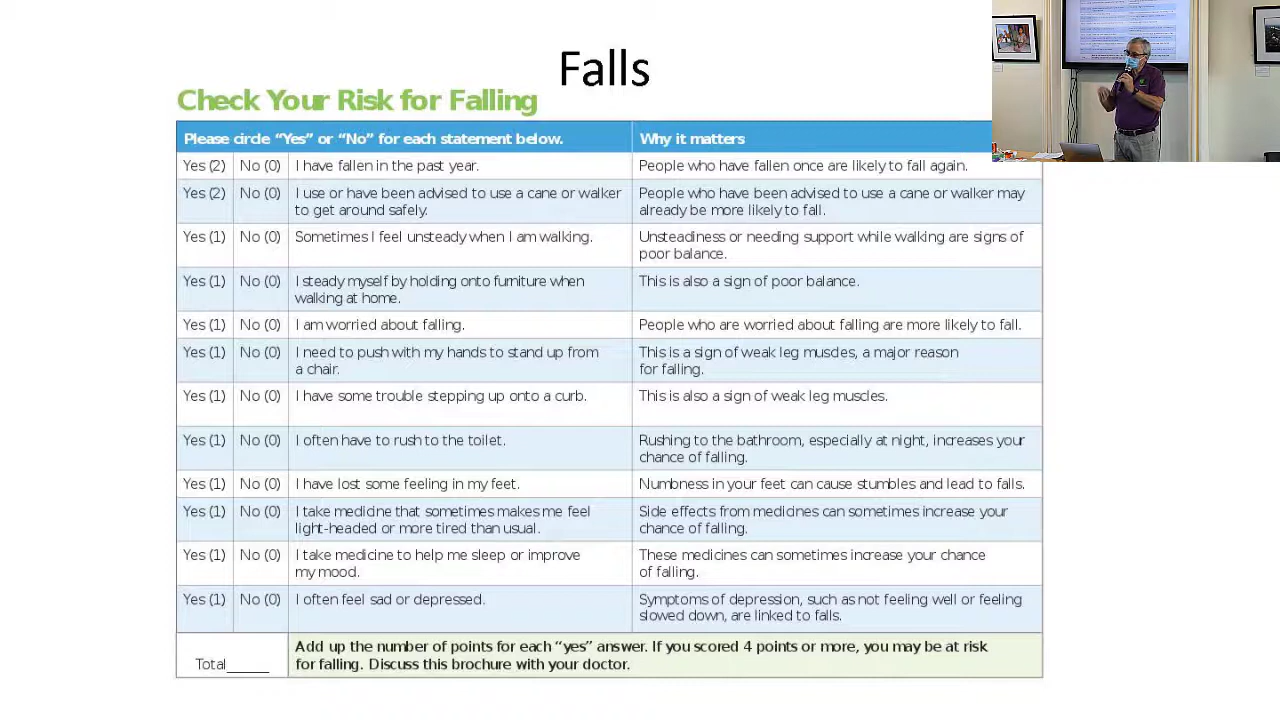 Falls
Check Your Risk for Falling
Please circle “Yes” or “No” for each statement below. Why it matters
Yes (2) No (0) I have fallen in the past year. People who have fallen once are likely to fall again.
Yes (2) No (0) I use or have been advised to use a cane or walker People who have been advised to use a cane or walker may
to get around safely. already be more likely to fall.
Yes (1) No (0) Sometimes I feel unsteady when I am walking. Unsteadiness or needing support while walking are signs of
poor balance.
Yes (1) No (0) I steady myself by holding onto furniture when This is also a sign of poor balance.
walking at home.
Yes (1) No (0) I am worried about falling. People who are worried about falling are more likely to fall.
Yes (1) No (0) I need to push with my hands to stand up from This is a sign of weak leg muscles, a major reason
a chair. for falling.
Yes (1) No (0) I have some trouble stepping up onto a curb. This is also a sign of weak leg muscles.
Yes (1) No (0) I often have to rush to the toilet. Rushing to the bathroom, especially at night, increases your
chance of falling.
Yes (1) No (0) I have lost some feeling in my feet. Numbness in your feet can cause stumbles and lead to falls.
Yes (1) No (0) I take medicine that sometimes makes me feel Side effects from medicines can sometimes increase your
light-headed or more tired than usual. chance of falling.
Yes (1) No (0) I take medicine to help me sleep or improve These medicines can sometimes increase your chance
my mood. of falling.
Yes (1) No (0) I often feel sad or depressed. Symptoms of depression, such as not feeling well or feeling
slowed down, are linked to falls.
Add up the number of points for each “yes” answer. If you scored 4 points or more, you may be at risk
Total______ for falling. Discuss this brochure with your doctor.